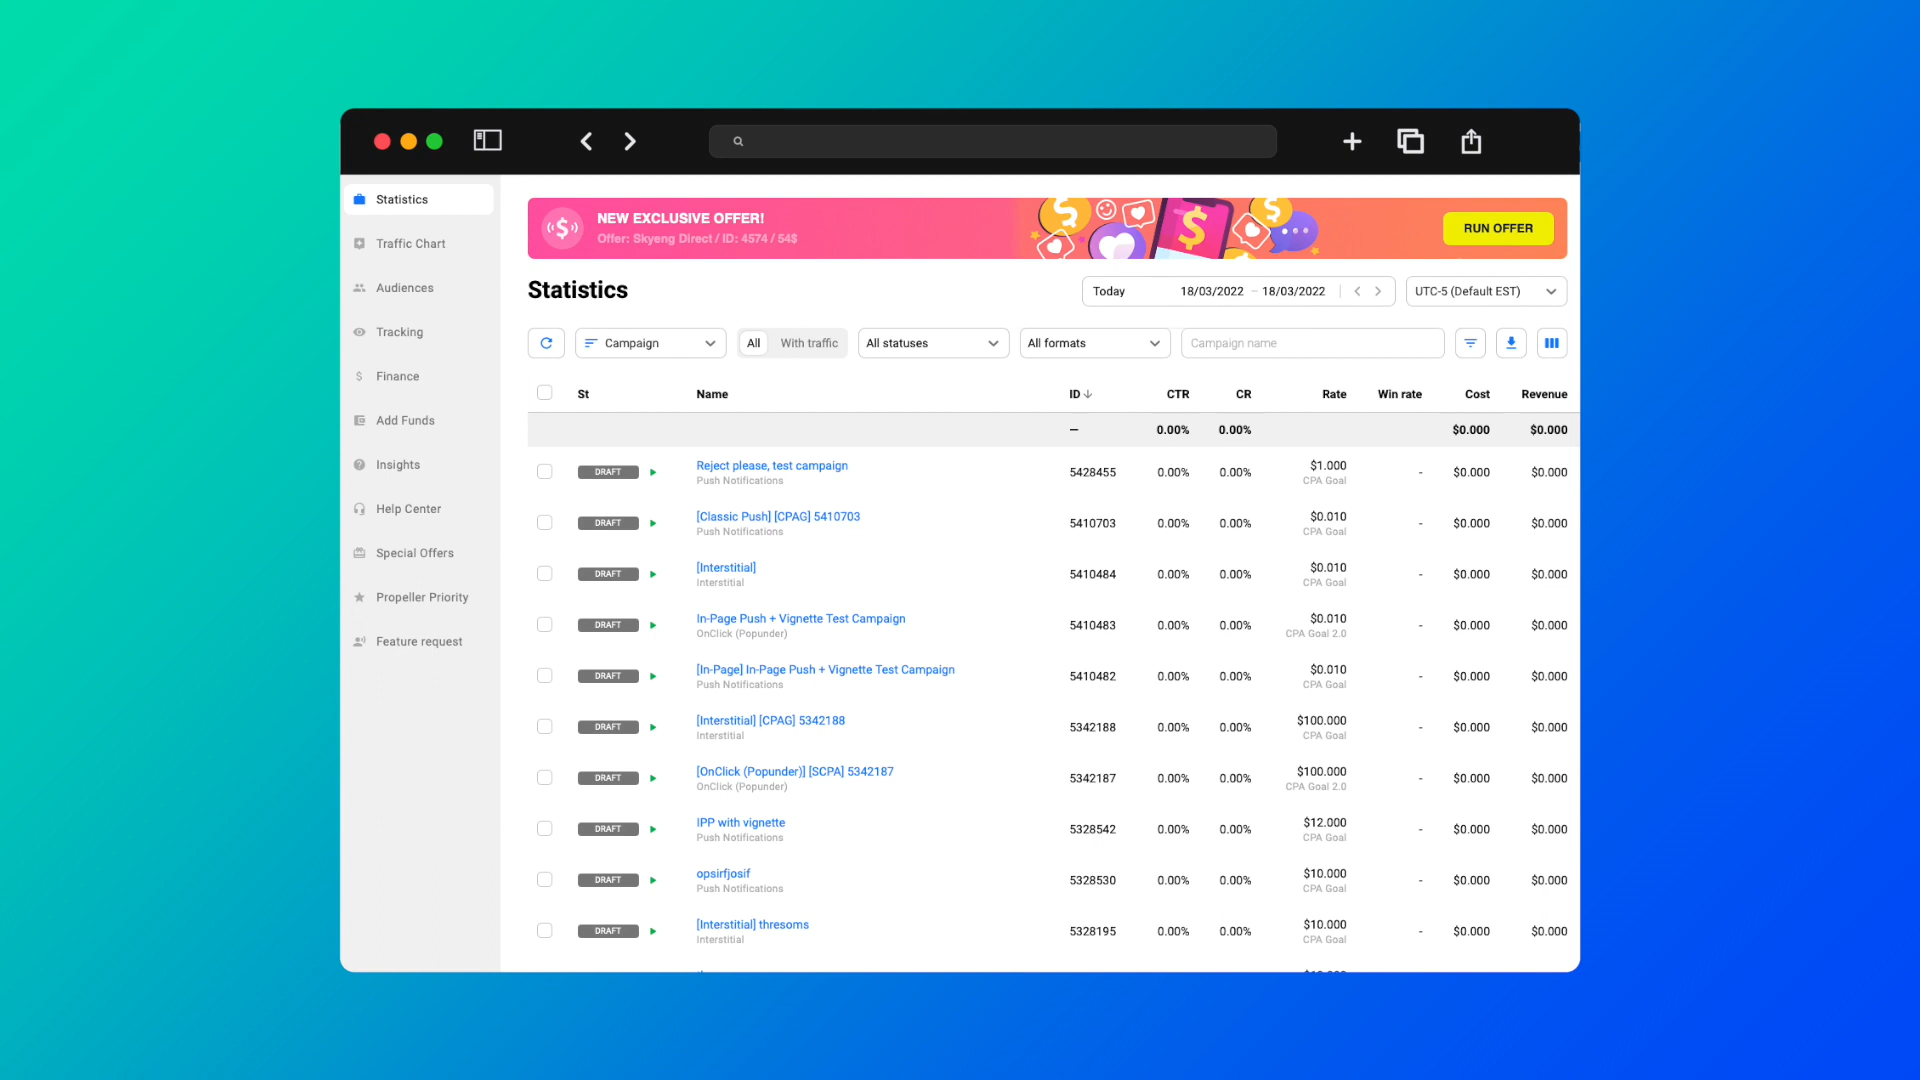 Statistics
Traffic Chart
Audiences
Tracking
Finance
Add Funds
Insights
Help Center
Special Offers
Propeller Priority
Feature request
NEW EXCLUSIVE OFFER!
Offer: Skyeng Direct / ID: 4574 / 54$
RUN OFFER
Statistics
Today 18/03/2022 – 18/03/2022
UTC-5 (Default EST)
Campaign All With traffic All statuses All formats Campaign name
St Name ID CTR CR Rate Win rate Cost Revenue
– 0.00% 0.00% $0.000 $0.000
DRAFT Reject please, test campaign 5428455 0.00% 0.00% $1.000 - $0.000 $0.000
Push Notifications CPA Goal
DRAFT [Classic Push] [CPAG] 5410703 5410703 0.00% 0.00% $0.010 - $0.000 $0.000
Push Notifications CPA Goal
DRAFT [Interstitial] 5410484 0.00% 0.00% $0.010 - $0.000 $0.000
Interstitial CPA Goal
DRAFT In-Page Push + Vignette Test Campaign 5410483 0.00% 0.00% $0.010 - $0.000 $0.000
OnClick (Popunder) CPA Goal 2.0
DRAFT [In-Page] In-Page Push + Vignette Test Campaign 5410482 0.00% 0.00% $0.010 - $0.000 $0.000
Push Notifications CPA Goal
DRAFT [Interstitial] [CPAG] 5342188 5342188 0.00% 0.00% $100.000 - $0.000 $0.000
Interstitial CPA Goal
DRAFT [OnClick (Popunder)] [SCPA] 5342187 5342187 0.00% 0.00% $100.000 - $0.000 $0.000
OnClick (Popunder) CPA Goal 2.0
DRAFT IPP with vignette 5328542 0.00% 0.00% $12.000 - $0.000 $0.000
Push Notifications CPA Goal
DRAFT opsirfjosif 5328530 0.00% 0.00% $10.000 - $0.000 $0.000
Push Notifications CPA Goal
DRAFT [Interstitial] thresoms 5328195 0.00% 0.00% $10.000 - $0.000 $0.000
Interstitial CPA Goal